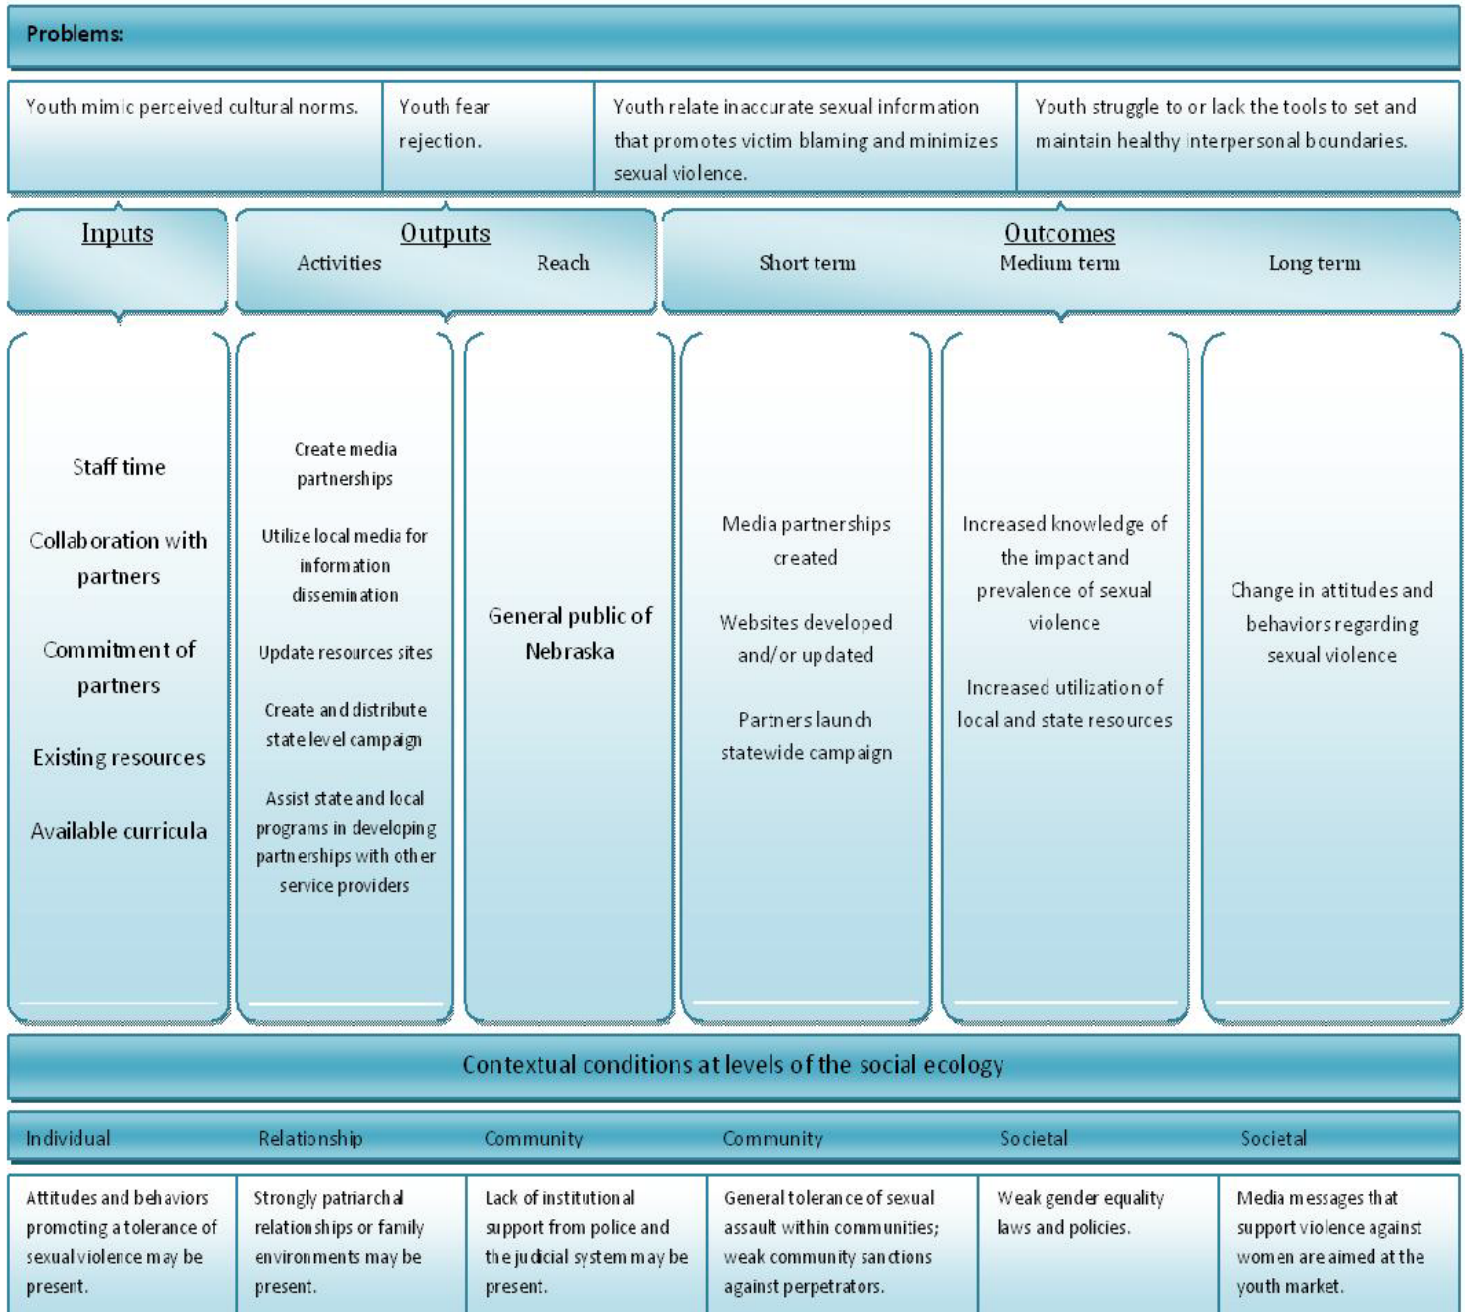 Problems:
Youth mimic perceived cultural norms.
Youth fear
rejection.
Youth relate inaccurate sexual information
that promotes victim blaming and minimizes
sexual violence.
Youth struggle to or lack the tools to set and
maintain healthy interpersonal boundaries.
Inputs
Outputs
Activities
Reach
Outcomes
Short term
Medium term
Long term
Staff time
Collaboration with
partners
Commitment of
partners
Existing resources
Available curricula
Create media
partnerships
Utilize local media for
information
dissemination
Update resources sites
Create and distribute
state level campaign
Assist state and local
programs in developing
partnerships with other
service providers
General public of
Nebraska
Media partnerships
created
Websites developed
and/or updated
Partners launch
statewide campaign
Increased knowledge of
the impact and
prevalence of sexual
violence
Increased utilization of
local and state resources
Change in attitudes and
behaviors regarding
sexual violence
Contextual conditions at levels of the social ecology
Individual
Relationship
Community
Community
Societal
Societal
Attitudes and behaviors
promoting a tolerance of
sexual violence may be
present.
Strongly patriarchal
relationships or family
environments may be
present.
Lack of institutional
support from police and
the judicial system may be
present.
General tolerance of sexual
assault within communities;
weak community sanctions
against perpetrators.
Weak gender equality
laws and policies.
Media messages that
support violence against
women are aimed at the
youth market.